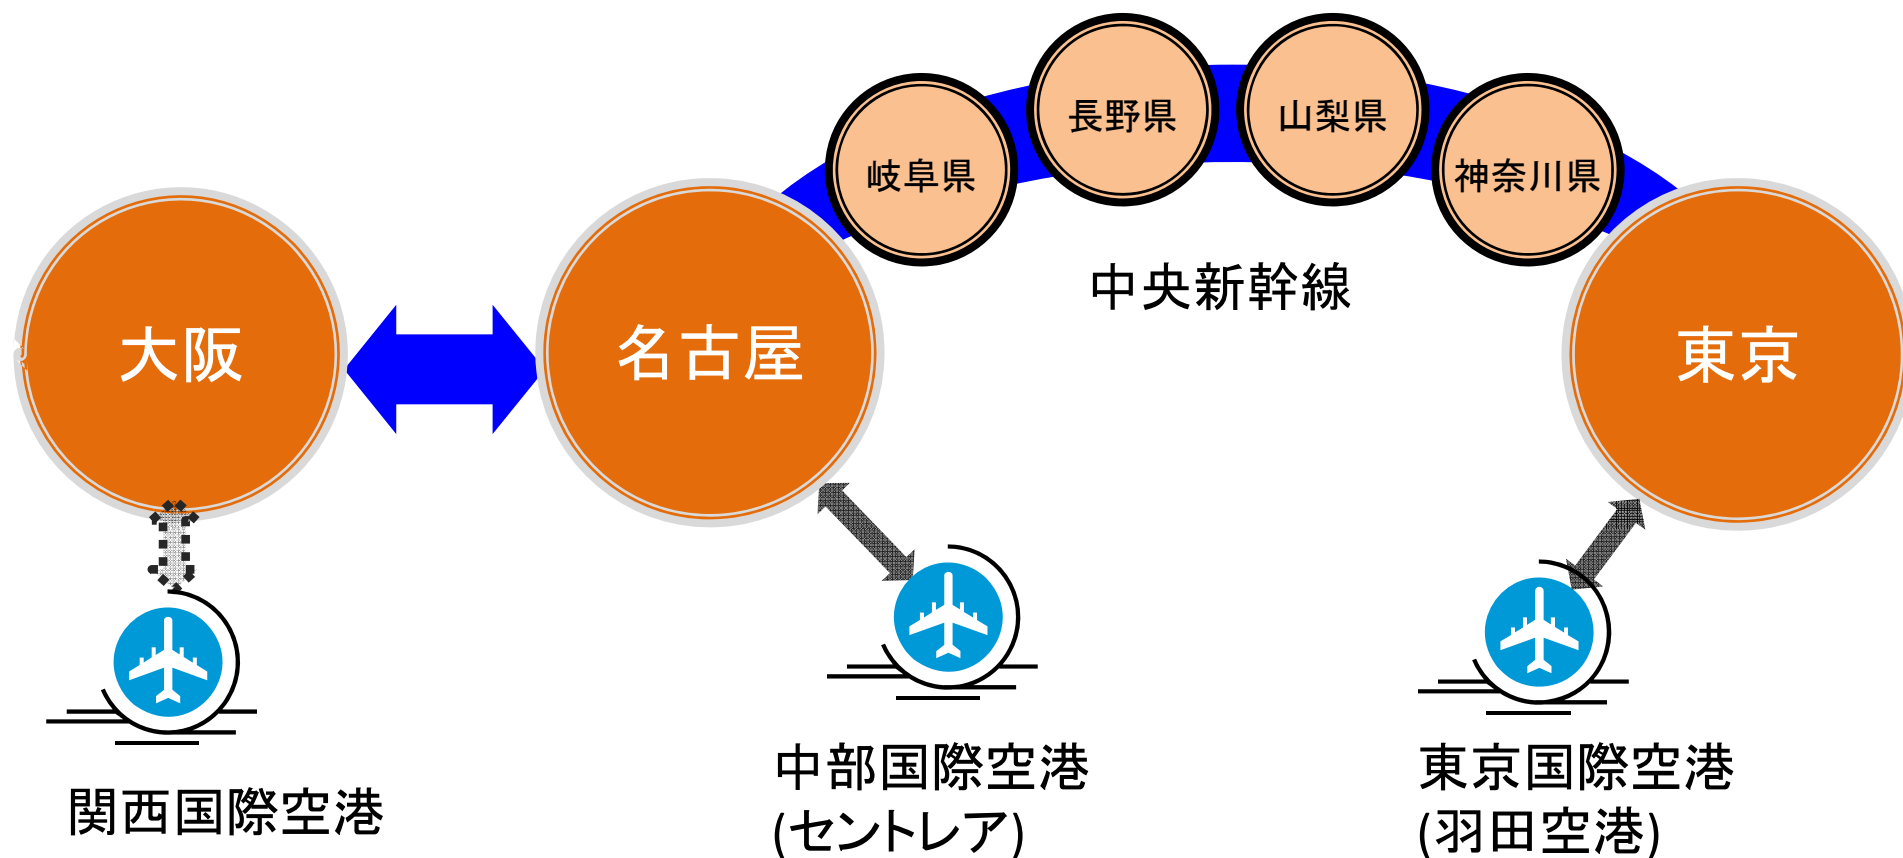 岐阜県
長野県
山梨県
神奈川県
中央新幹線
大阪
名古屋
東京
関西国際空港
中部国際空港
(セントレア)
東京国際空港
(羽田空港)